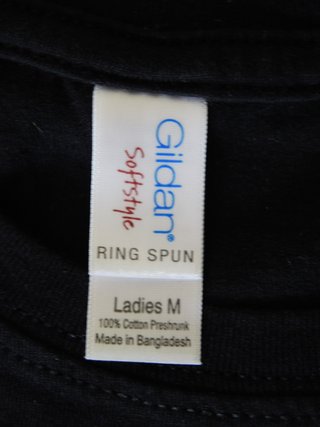 Gildan®
Softstyle
RING SPUN
Ladies M
100% Cotton Preshrunk
Made in Bangladesh